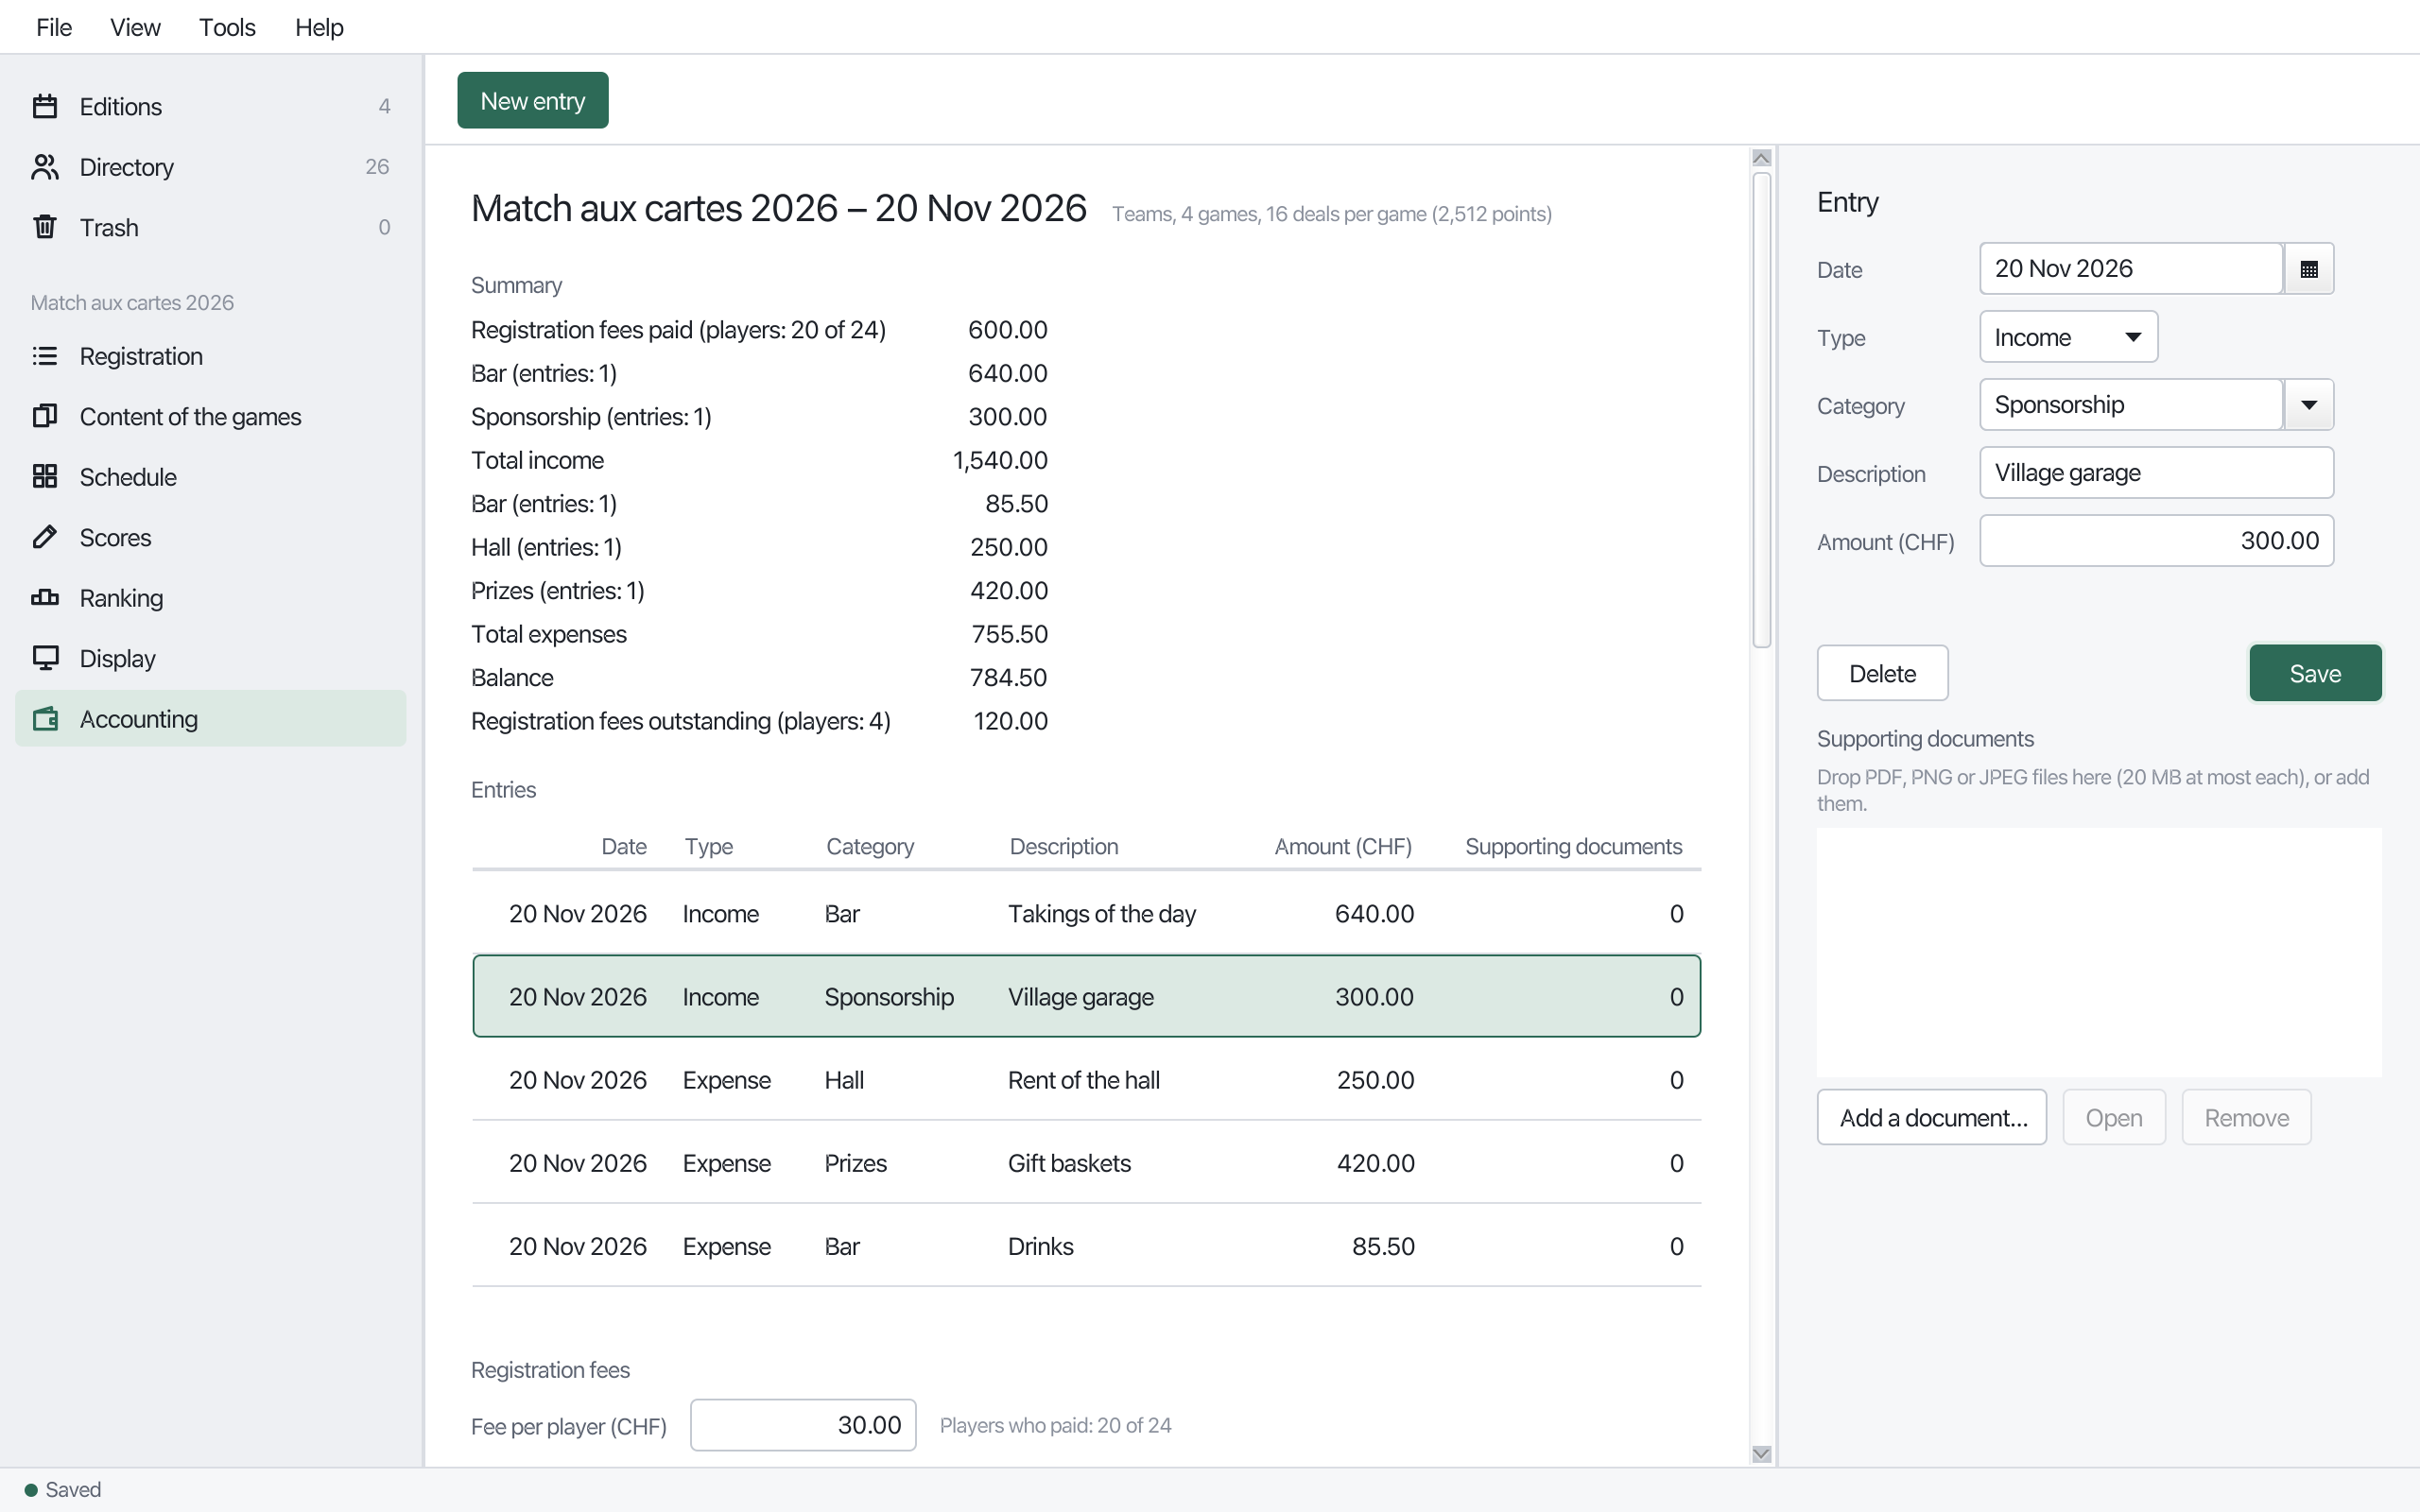 File View Tools Help
Editions 4
Directory 26
Trash 0
Match aux cartes 2026
Registration
Content of the games
Schedule
Scores
Ranking
Display
Accounting
New entry
Match aux cartes 2026 – 20 Nov 2026 Teams, 4 games, 16 deals per game (2,512 points)
Summary
Registration fees paid (players: 20 of 24) 600.00
Bar (entries: 1) 640.00
Sponsorship (entries: 1) 300.00
Total income 1,540.00
Bar (entries: 1) 85.50
Hall (entries: 1) 250.00
Prizes (entries: 1) 420.00
Total expenses 755.50
Balance 784.50
Registration fees outstanding (players: 4) 120.00
Entries
Date Type Category Description Amount (CHF) Supporting documents
20 Nov 2026 Income Bar Takings of the day 640.00 0
20 Nov 2026 Income Sponsorship Village garage 300.00 0
20 Nov 2026 Expense Hall Rent of the hall 250.00 0
20 Nov 2026 Expense Prizes Gift baskets 420.00 0
20 Nov 2026 Expense Bar Drinks 85.50 0
Registration fees
Fee per player (CHF) 30.00 Players who paid: 20 of 24
Entry
Date 20 Nov 2026
Type Income
Category Sponsorship
Description Village garage
Amount (CHF) 300.00
Delete Save
Supporting documents
Drop PDF, PNG or JPEG files here (20 MB at most each), or add
them.
Add a document... Open Remove
Saved